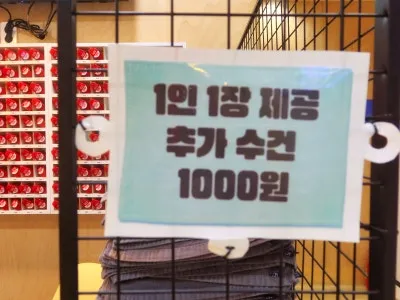 1인 1장 제공
추가 수건
1000원